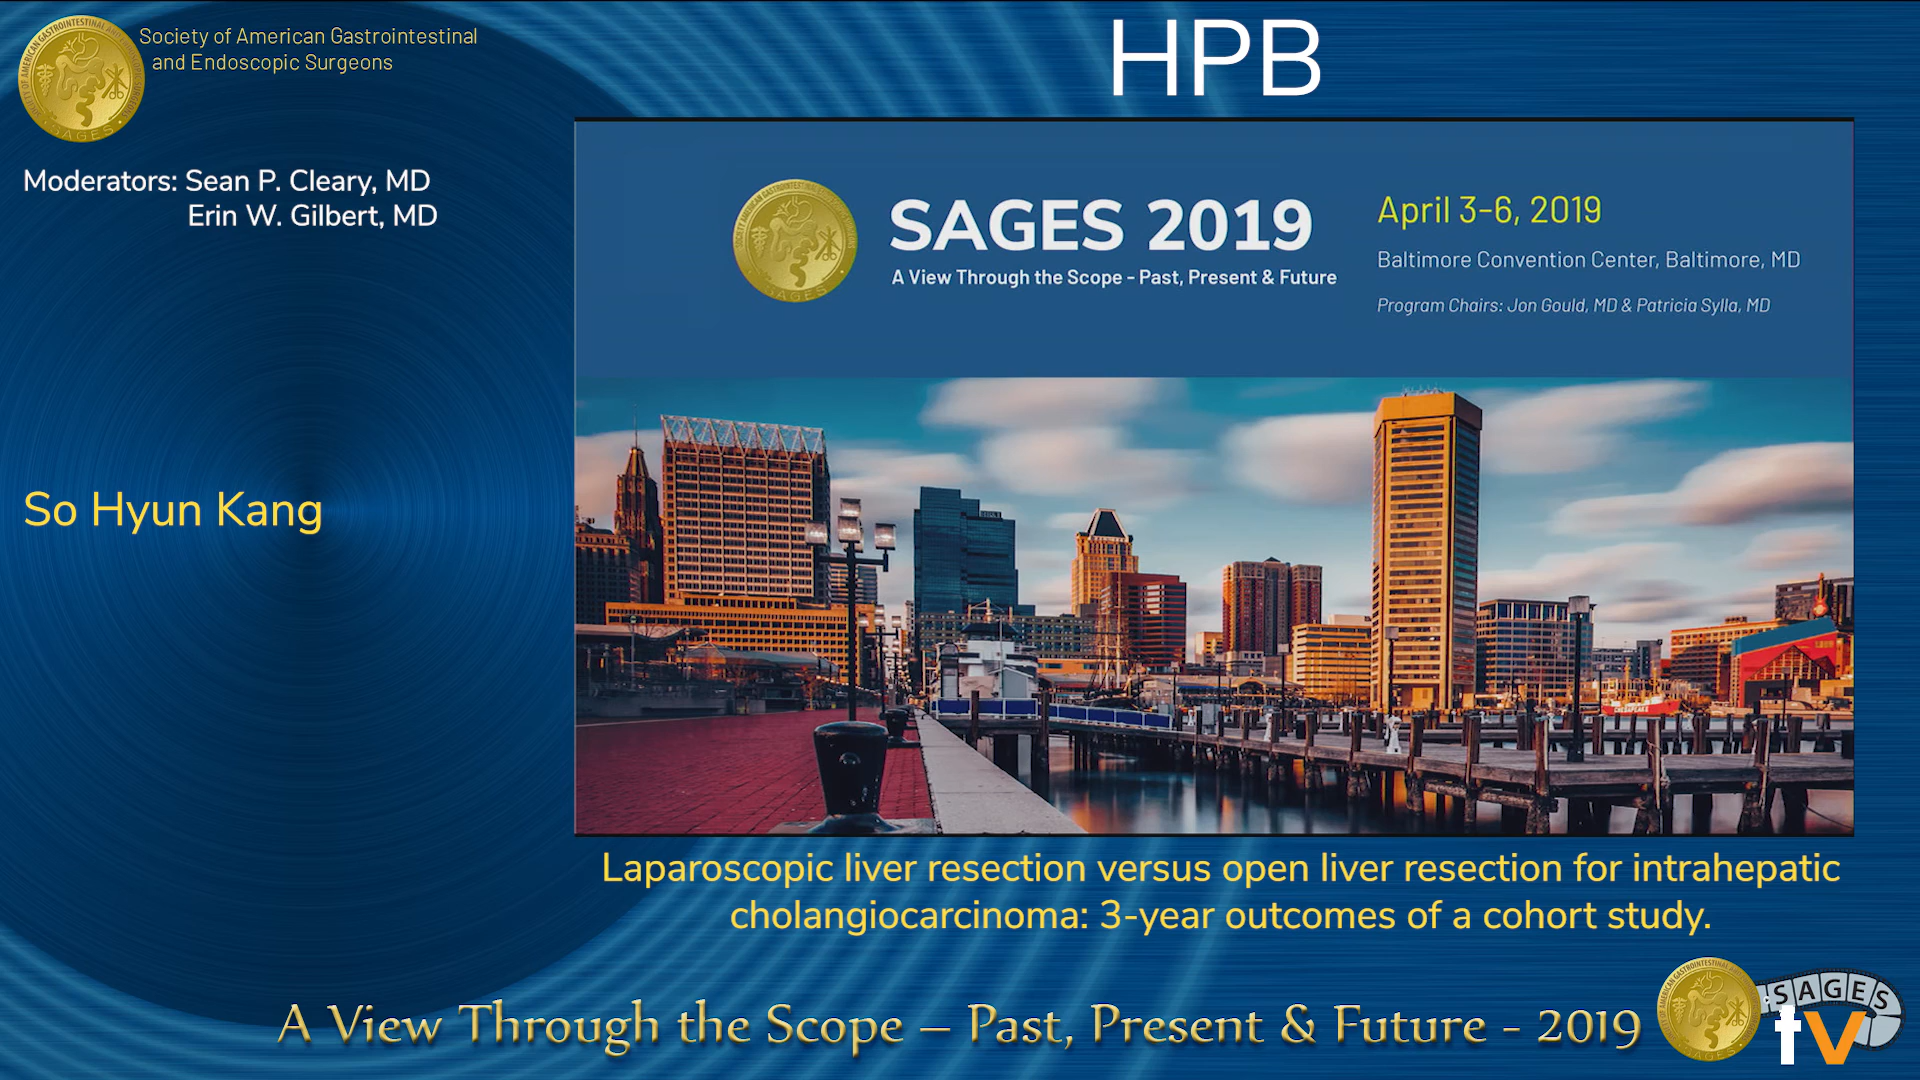 Society of American Gastrointestinal
and Endoscopic Surgeons
HPB
Moderators: Sean P. Cleary, MD
Erin W. Gilbert, MD
So Hyun Kang
SAGES 2019
A View Through the Scope - Past, Present & Future
April 3-6, 2019
Baltimore Convention Center, Baltimore, MD
Program Chairs: Jon Gould, MD & Patricia Sylla, MD
SAGES
CHESAPEAKE
Laparoscopic liver resection versus open liver resection for intrahepatic
cholangiocarcinoma: 3-year outcomes of a cohort study.
A View Through the Scope – Past, Present & Future - 2019
SAGES
tv